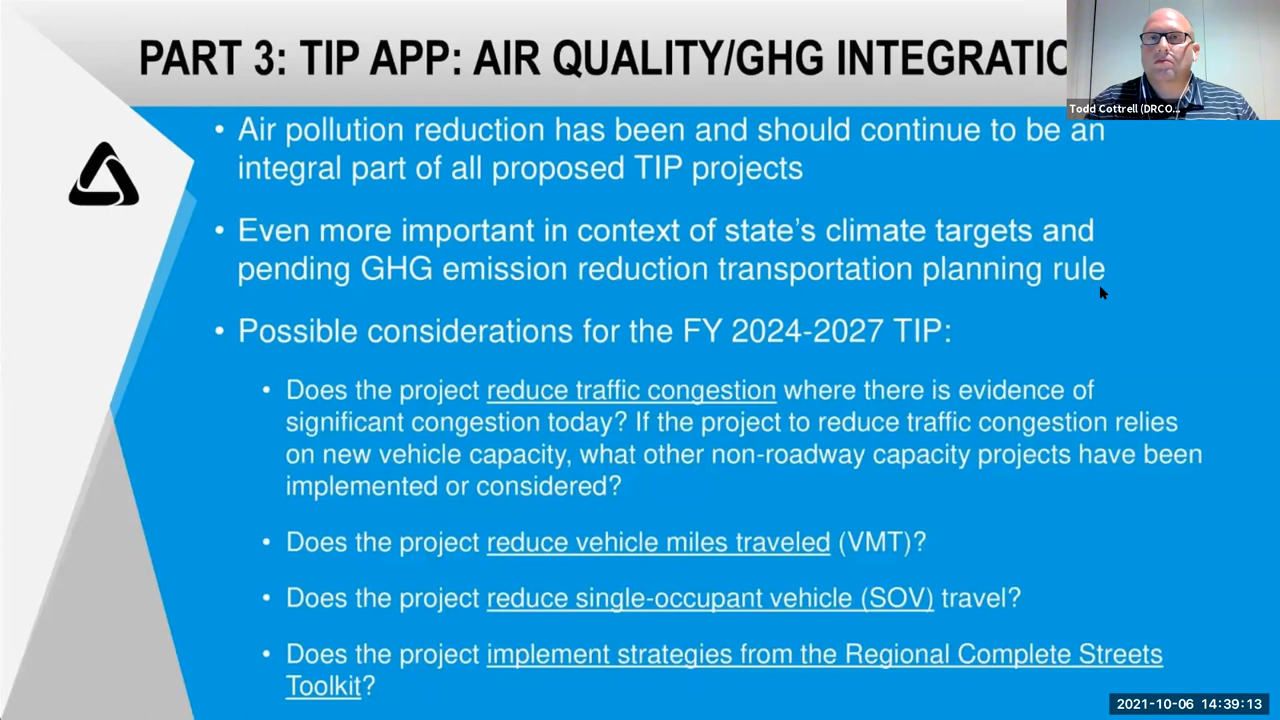 PART 3: TIP APP: AIR QUALITY/GHG INTEGRATIO
Todd Cottrell (DRCO...
• Air pollution reduction has been and should continue to be an
integral part of all proposed TIP projects
• Even more important in context of state's climate targets and
pending GHG emission reduction transportation planning rule
• Possible considerations for the FY 2024-2027 TIP:
• Does the project reduce traffic congestion where there is evidence of
significant congestion today? If the project to reduce traffic congestion relies
on new vehicle capacity, what other non-roadway capacity projects have been
implemented or considered?
• Does the project reduce vehicle miles traveled (VMT)?
• Does the project reduce single-occupant vehicle (SOV) travel?
• Does the project implement strategies from the Regional Complete Streets
Toolkit?
2021-10-06 14:39:13